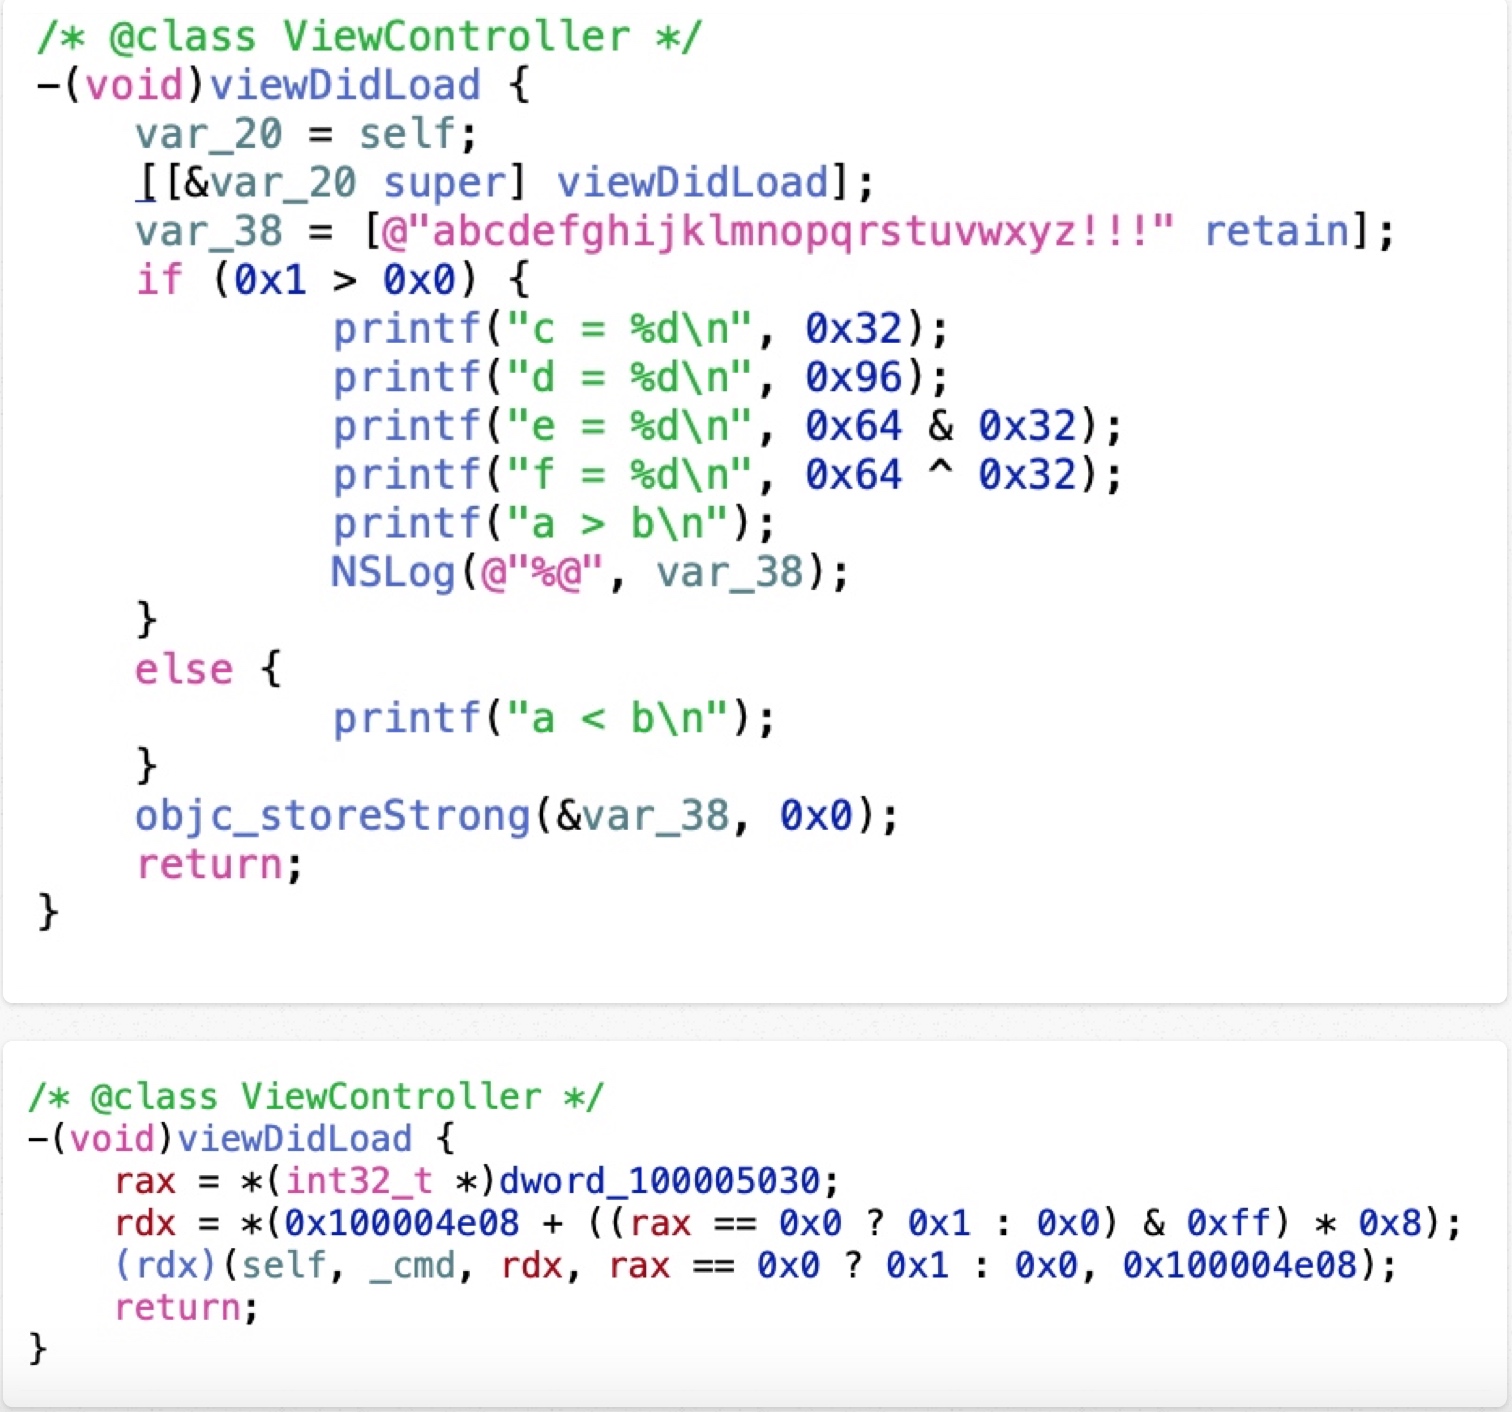 /* @class ViewController */
-(void)viewDidLoad {
    var_20 = self;
    [[&var_20 super] viewDidLoad];
    var_38 = [@"abcdefghijklmnopqrstuvwxyz!!!" retain];
    if (0x1 > 0x0) {
            printf("c = %d\n", 0x32);
            printf("d = %d\n", 0x96);
            printf("e = %d\n", 0x64 & 0x32);
            printf("f = %d\n", 0x64 ^ 0x32);
            printf("a > b\n");
            NSLog(@"%@", var_38);
    }
    else {
            printf("a < b\n");
    }
    objc_storeStrong(&var_38, 0x0);
    return;
}
/* @class ViewController */
-(void)viewDidLoad {
    rax = *(int32_t *)dword_100005030;
    rdx = *(0x100004e08 + ((rax == 0x0 ? 0x1 : 0x0) & 0xff) * 0x8);
    (rdx)(self, _cmd, rdx, rax == 0x0 ? 0x1 : 0x0, 0x100004e08);
    return;
}